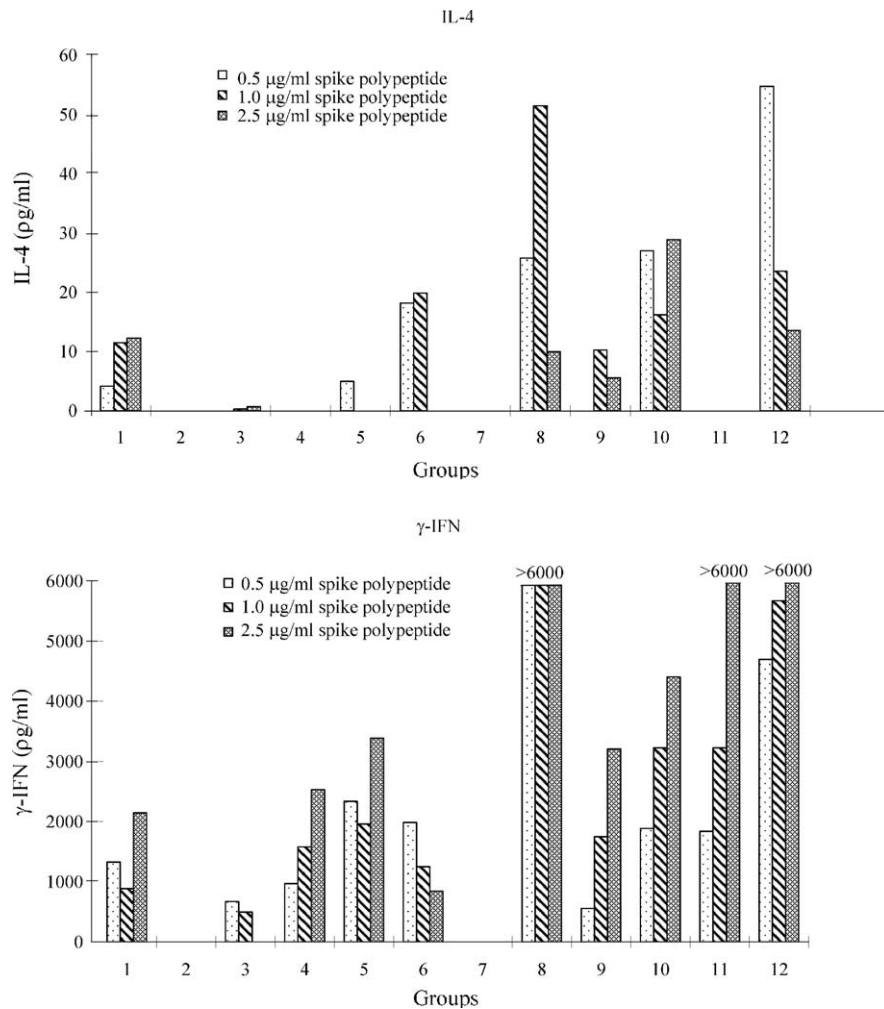 IL-4
60
0.5 μg/ml spike polypeptide
1.0 μg/ml spike polypeptide
2.5 μg/ml spike polypeptide
50
40
30
20
10
0
IL-4 (ρg/ml)
1 2 3 4 5 6 7 8 9 10 11 12
Groups
γ-IFN
>6000 >6000 >6000
6000
0.5 μg/ml spike polypeptide
1.0 μg/ml spike polypeptide
2.5 μg/ml spike polypeptide
5000
4000
3000
2000
1000
0
γ-IFN (ρg/ml)
1 2 3 4 5 6 7 8 9 10 11 12
Groups